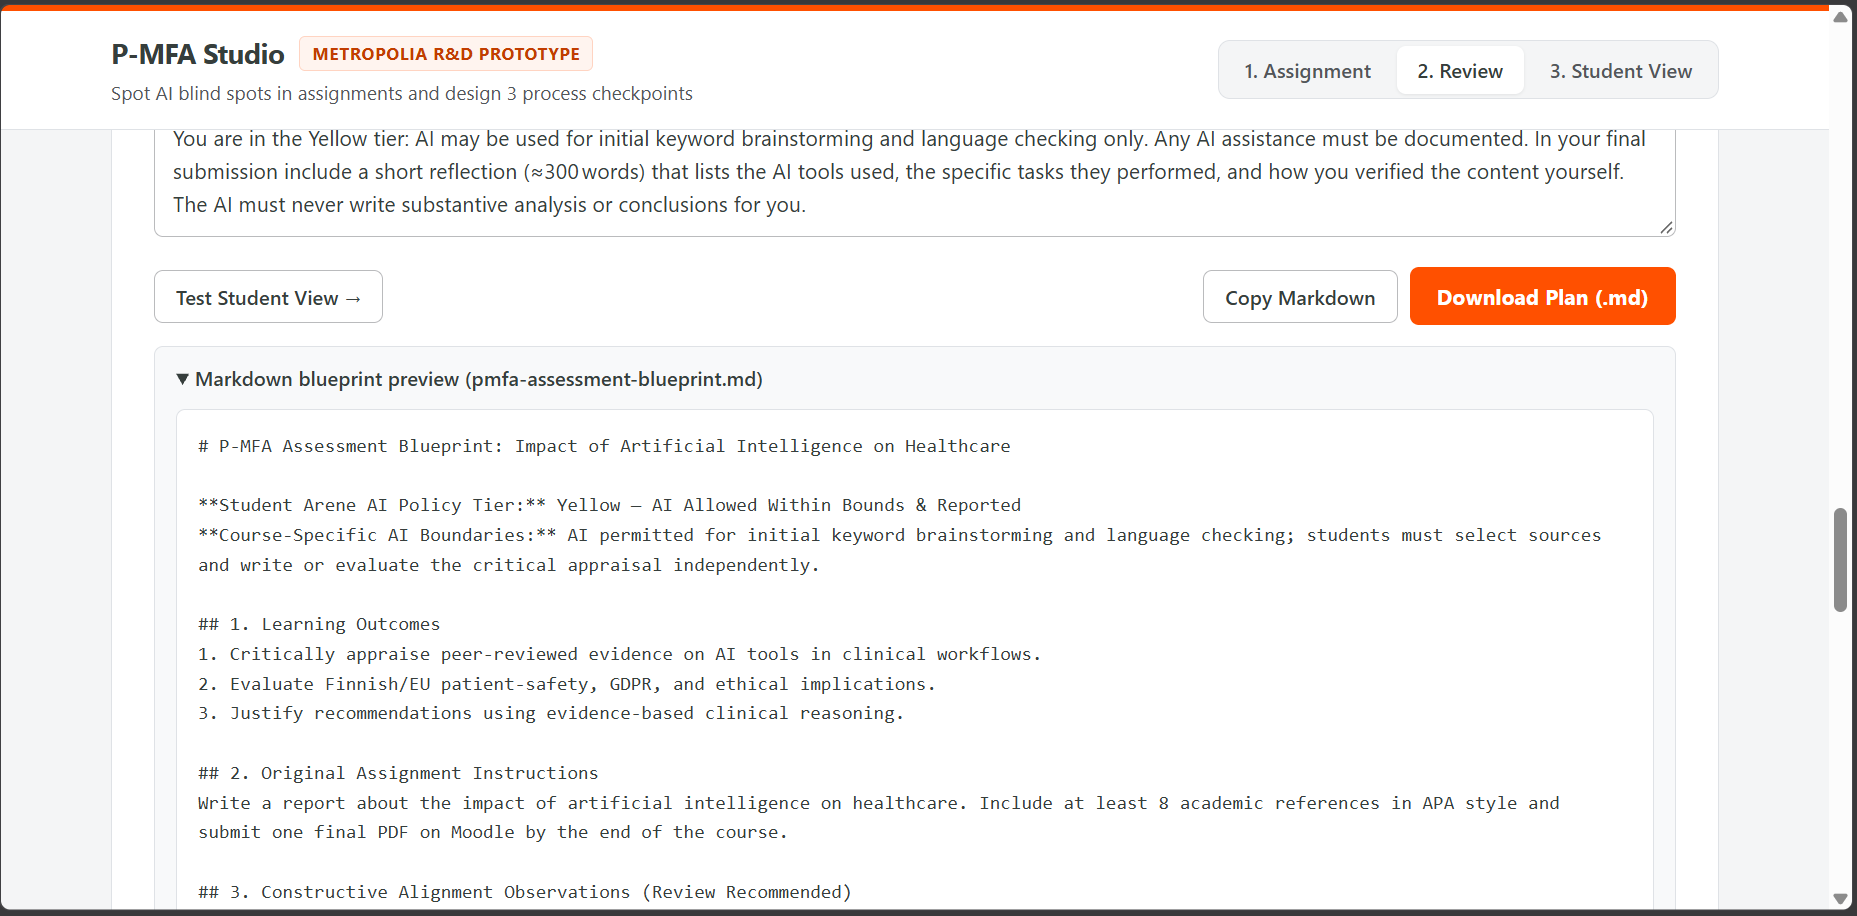 P-MFA Studio
METROPOLIA R&D PROTOTYPE
Spot AI blind spots in assignments and design 3 process checkpoints
1. Assignment
2. Review
3. Student View
You are in the Yellow tier: AI may be used for initial keyword brainstorming and language checking only. Any AI assistance must be documented. In your final
submission include a short reflection (≈300 words) that lists the AI tools used, the specific tasks they performed, and how you verified the content yourself.
The AI must never write substantive analysis or conclusions for you.
Test Student View →
Copy Markdown
Download Plan (.md)
▼ Markdown blueprint preview (pmfa-assessment-blueprint.md)
# P-MFA Assessment Blueprint: Impact of Artificial Intelligence on Healthcare
**Student Arene AI Policy Tier:** Yellow — AI Allowed Within Bounds & Reported
**Course-Specific AI Boundaries:** AI permitted for initial keyword brainstorming and language checking; students must select sources
and write or evaluate the critical appraisal independently.
## 1. Learning Outcomes
1. Critically appraise peer-reviewed evidence on AI tools in clinical workflows.
2. Evaluate Finnish/EU patient-safety, GDPR, and ethical implications.
3. Justify recommendations using evidence-based clinical reasoning.
## 2. Original Assignment Instructions
Write a report about the impact of artificial intelligence on healthcare. Include at least 8 academic references in APA style and
submit one final PDF on Moodle by the end of the course.
## 3. Constructive Alignment Observations (Review Recommended)